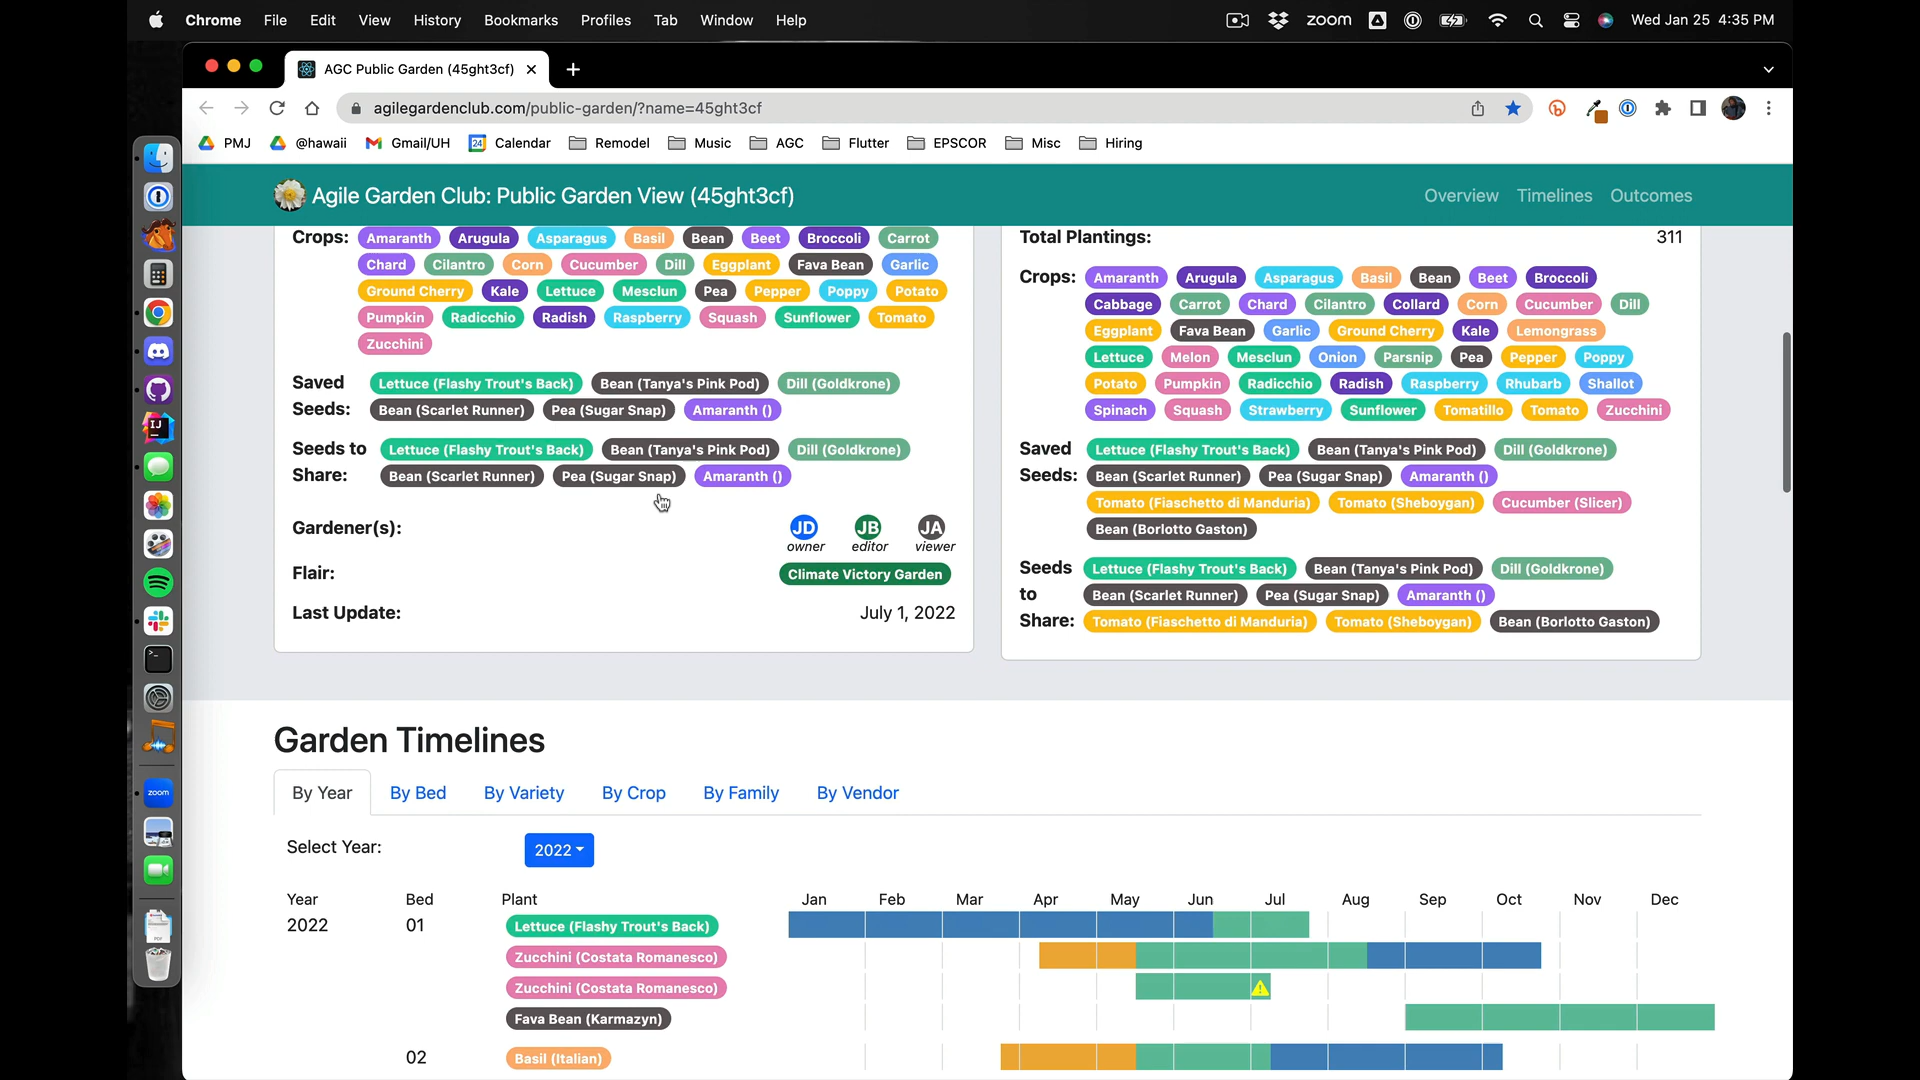 Chrome File Edit View History Bookmarks Profiles Tab Window Help zoom Wed Jan 25 4:35 PM
AGC Public Garden (45ght3cf)
agilegardenclub.com/public-garden/?name=45ght3cf
PMJ @hawaii Gmail/UH Calendar Remodel Music AGC Flutter EPSCOR Misc Hiring
Agile Garden Club: Public Garden View (45ght3cf) Overview Timelines Outcomes
Crops: Amaranth Arugula Asparagus Basil Bean Beet Broccoli Carrot
Chard Cilantro Corn Cucumber Dill Eggplant Fava Bean Garlic
Ground Cherry Kale Lettuce Mesclun Pea Pepper Poppy Potato
Pumpkin Radicchio Radish Raspberry Squash Sunflower Tomato
Zucchini
Saved Seeds: Lettuce (Flashy Trout's Back) Bean (Tanya's Pink Pod) Dill (Goldkrone)
Bean (Scarlet Runner) Pea (Sugar Snap) Amaranth ()
Seeds to Share: Lettuce (Flashy Trout's Back) Bean (Tanya's Pink Pod) Dill (Goldkrone)
Bean (Scarlet Runner) Pea (Sugar Snap) Amaranth ()
Gardener(s): JD JB JA
owner editor viewer
Flair: Climate Victory Garden
Last Update: July 1, 2022
Total Plantings: 311
Crops: Amaranth Arugula Asparagus Basil Bean Beet Broccoli
Cabbage Carrot Chard Cilantro Collard Corn Cucumber Dill
Eggplant Fava Bean Garlic Ground Cherry Kale Lemongrass
Lettuce Melon Mesclun Onion Parsnip Pea Pepper Poppy
Potato Pumpkin Radicchio Radish Raspberry Rhubarb Shallot
Spinach Squash Strawberry Sunflower Tomatillo Tomato Zucchini
Saved Seeds: Lettuce (Flashy Trout's Back) Bean (Tanya's Pink Pod) Dill (Goldkrone)
Bean (Scarlet Runner) Pea (Sugar Snap) Amaranth ()
Tomato (Fiaschetto di Manduria) Tomato (Sheboygan) Cucumber (Slicer)
Bean (Borlotto Gaston)
Seeds to Share: Lettuce (Flashy Trout's Back) Bean (Tanya's Pink Pod) Dill (Goldkrone)
Bean (Scarlet Runner) Pea (Sugar Snap) Amaranth ()
Tomato (Fiaschetto di Manduria) Tomato (Sheboygan) Bean (Borlotto Gaston)
Garden Timelines
By Year By Bed By Variety By Crop By Family By Vendor
Select Year: 2022
Year Bed Plant Jan Feb Mar Apr May Jun Jul Aug Sep Oct Nov Dec
2022 01 Lettuce (Flashy Trout's Back)
Zucchini (Costata Romanesco)
Zucchini (Costata Romanesco)
Fava Bean (Karmazyn)
02 Basil (Italian)
IJ
zoom